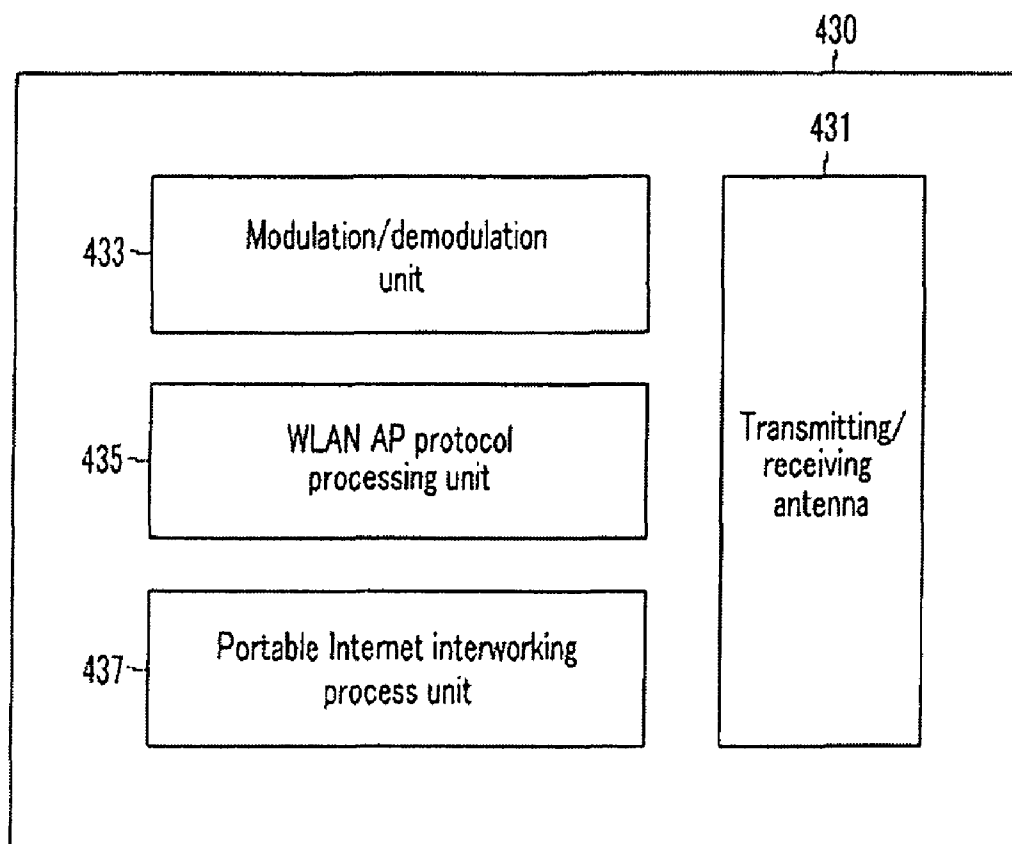 430
431
433
Modulation/demodulation
unit
435
WLAN AP protocol
processing unit
Transmitting/
receiving
antenna
437
Portable Internet interworking
process unit